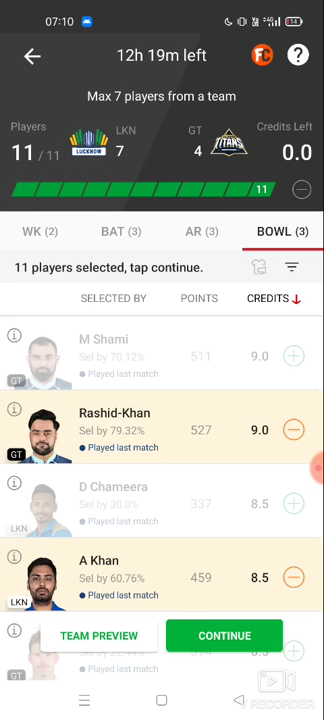 07:10
14
12h 19m left
FC
?
Max 7 players from a team
Players
LKN
GT
Credits Left
11 / 11
LUCKNOW
7
4
TITANS
0.0
11
WK (2)
BAT (3)
AR (3)
BOWL (3)
11 players selected, tap continue.
SELECTED BY
POINTS
CREDITS
M Shami
Sel by 70.12%
511
9.0
Played last match
GT
Rashid-Khan
Sel by 79.32%
527
9.0
Played last match
GT
D Chameera
Sel by 30.0%
337
8.5
Played last match
LKN
A Khan
Sel by 60.76%
459
8.5
Played last match
LKN
TEAM PREVIEW
CONTINUE
RECORDER